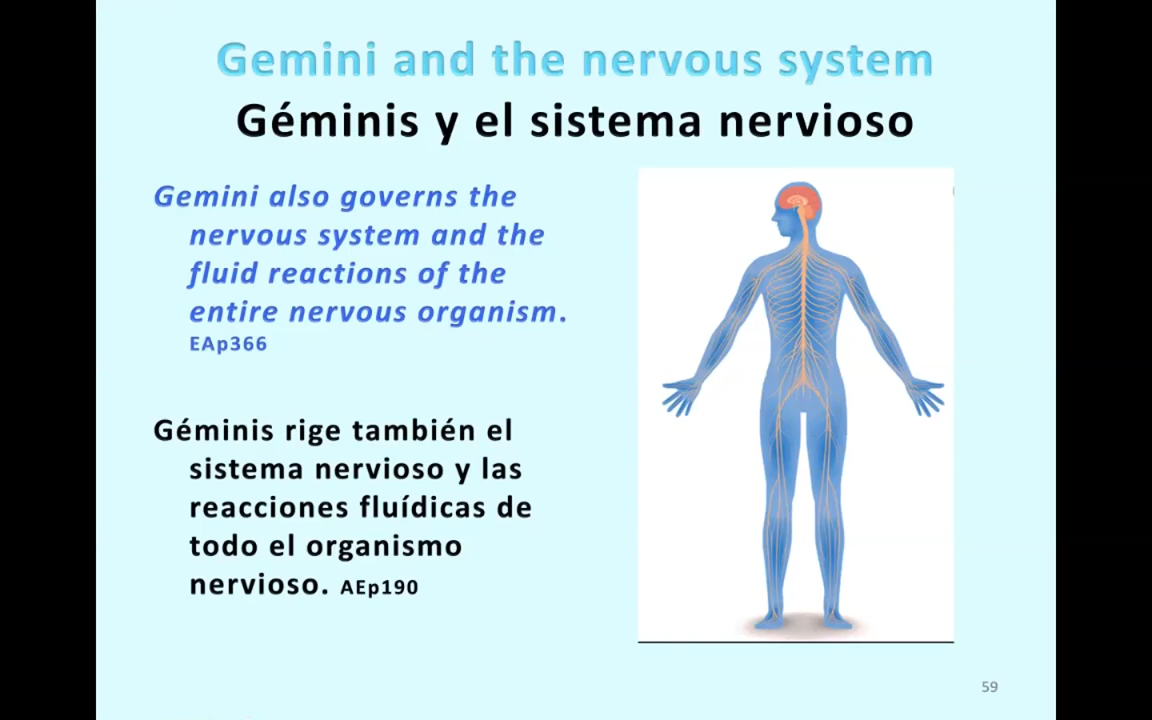 Gemini and the nervous system
Géminis y el sistema nervioso
Gemini also governs the
nervous system and the
fluid reactions of the
entire nervous organism.
EAp366
Géminis rige también el
sistema nervioso y las
reacciones fluídicas de
todo el organismo
nervioso. AEp190
59